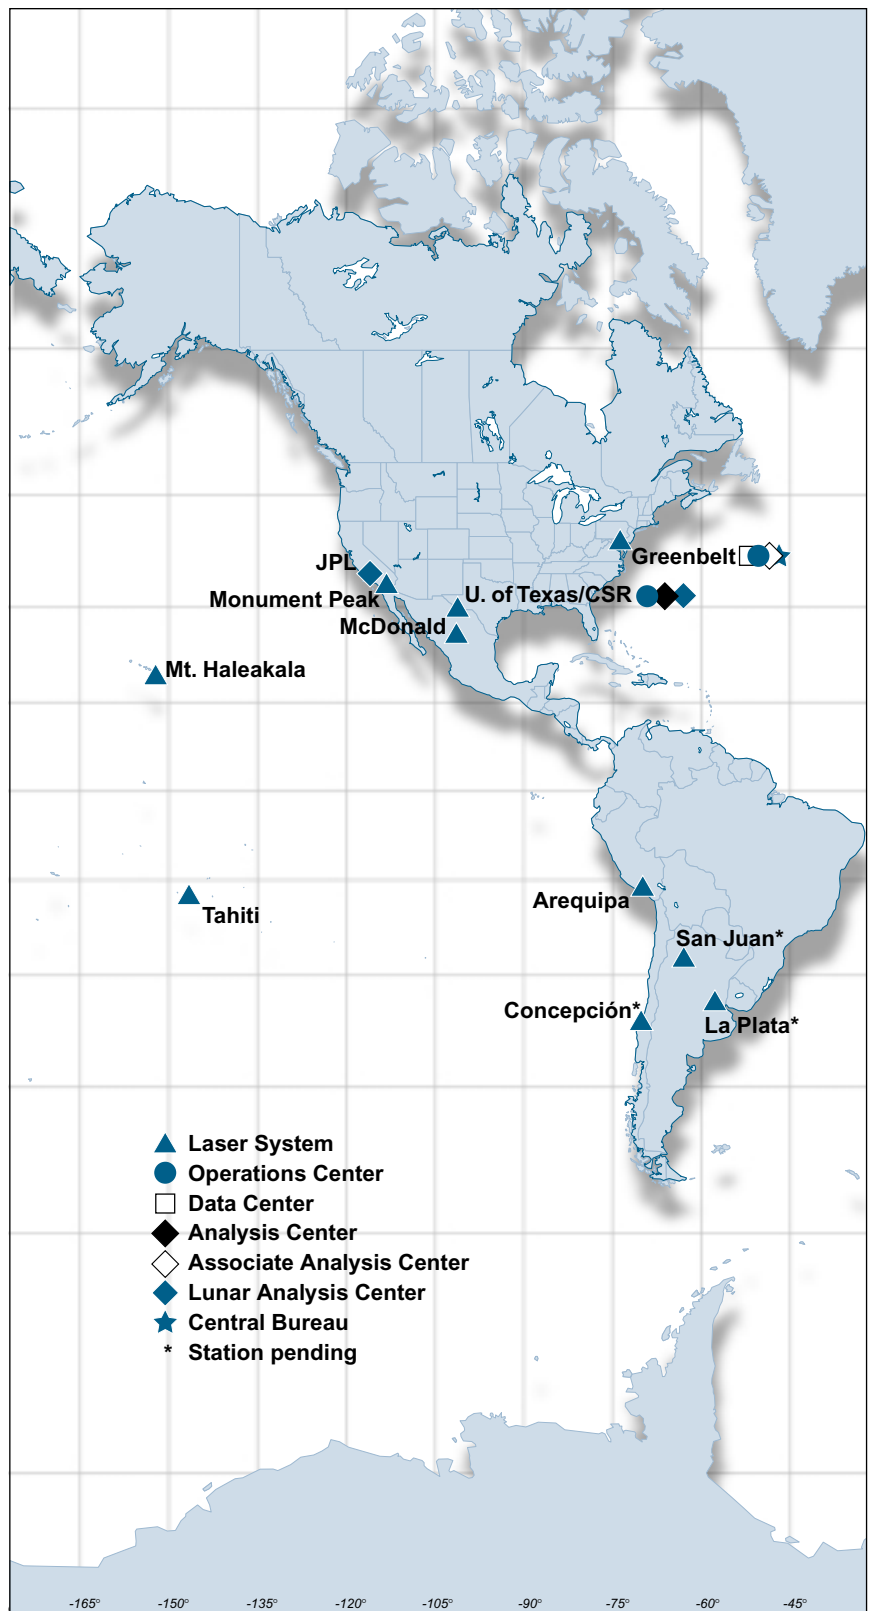 JPL
Greenbelt
Monument Peak
U. of Texas/CSR
McDonald
Mt. Haleakala
Arequipa
Tahiti
San Juan*
Concepción*
La Plata*
Laser System
Operations Center
Data Center
Analysis Center
Associate Analysis Center
Lunar Analysis Center
Central Bureau
* Station pending
-165° -150° -135° -120° -105° -90° -75° -60° -45°